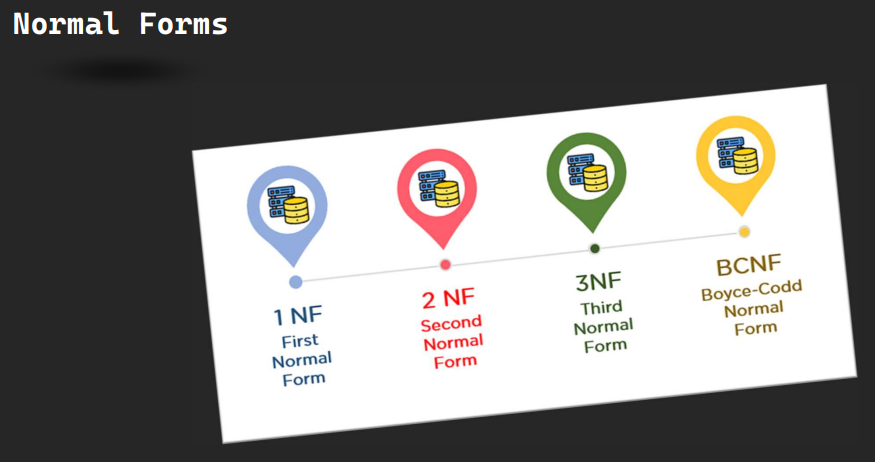 Normal Forms
1 NF
First
Normal
Form
2 NF
Second
Normal
Form
3NF
Third
Normal
Form
BCNF
Boyce-Codd
Normal
Form